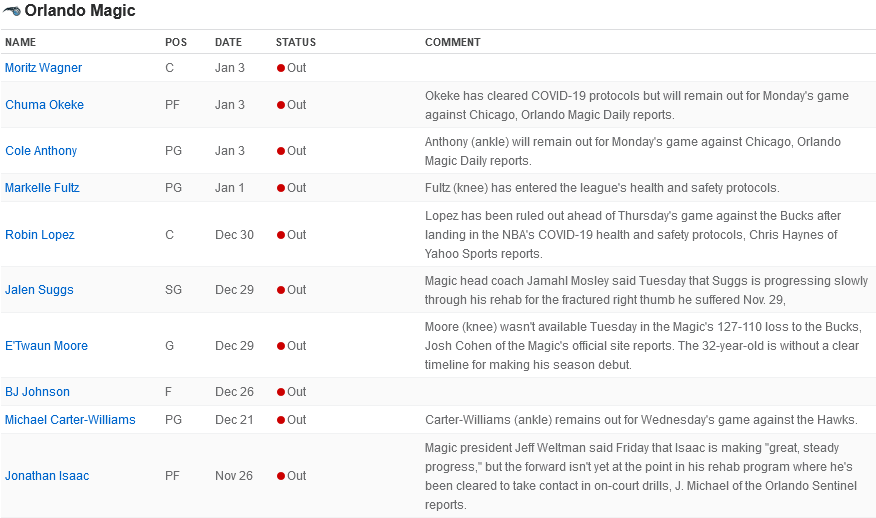 Orlando Magic
NAME POS DATE STATUS COMMENT
Moritz Wagner C Jan 3 Out
Chuma Okeke PF Jan 3 Out Okeke has cleared COVID-19 protocols but will remain out for Monday's game
against Chicago, Orlando Magic Daily reports.
Cole Anthony PG Jan 3 Out Anthony (ankle) will remain out for Monday's game against Chicago, Orlando
Magic Daily reports.
Markelle Fultz PG Jan 1 Out Fultz (knee) has entered the league's health and safety protocols.
Robin Lopez C Dec 30 Out Lopez has been ruled out ahead of Thursday's game against the Bucks after
landing in the NBA's COVID-19 health and safety protocols, Chris Haynes of
Yahoo Sports reports.
Jalen Suggs SG Dec 29 Out Magic head coach Jamahl Mosley said Tuesday that Suggs is progressing slowly
through his rehab for the fractured right thumb he suffered Nov. 29,
E'Twaun Moore G Dec 29 Out Moore (knee) wasn't available Tuesday in the Magic's 127-110 loss to the Bucks,
Josh Cohen of the Magic's official site reports. The 32-year-old is without a clear
timeline for making his season debut.
BJ Johnson F Dec 26 Out
Michael Carter-Williams PG Dec 21 Out Carter-Williams (ankle) remains out for Wednesday's game against the Hawks.
Jonathan Isaac PF Nov 26 Out Magic president Jeff Weltman said Friday that Isaac is making "great, steady
progress," but the forward isn't yet at the point in his rehab program where he's
been cleared to take contact in on-court drills, J. Michael of the Orlando Sentinel
reports.